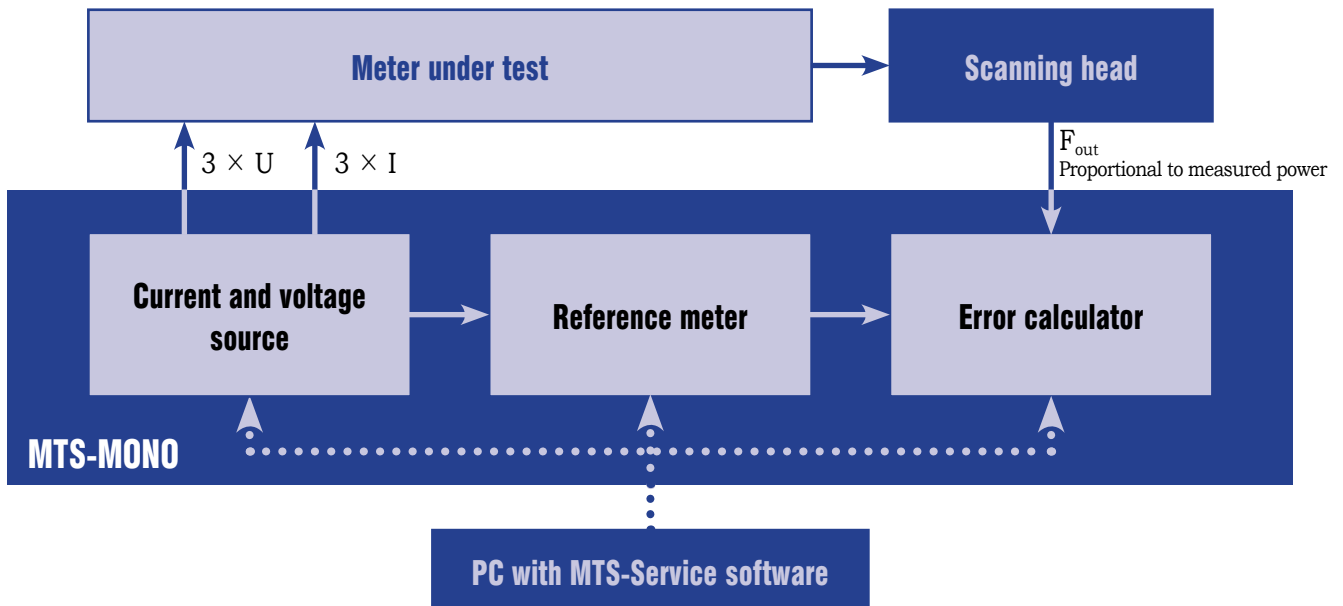 Meter under test
Scanning head
3 × U
3 × I
F_out
Proportional to measured power
Current and voltage
source
Reference meter
Error calculator
MTS-MONO
PC with MTS-Service software